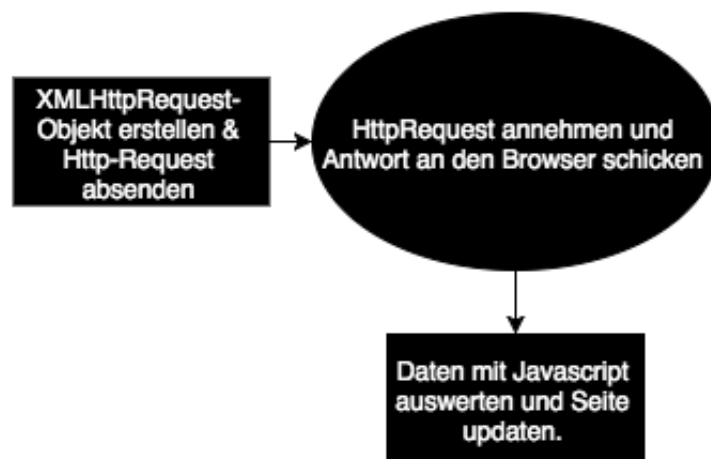 XMLHttpRequest-
Objekt erstellen &
Http-Request
absenden
HttpRequest annehmen und
Antwort an den Browser schicken
Daten mit Javascript
auswerten und Seite
updaten.